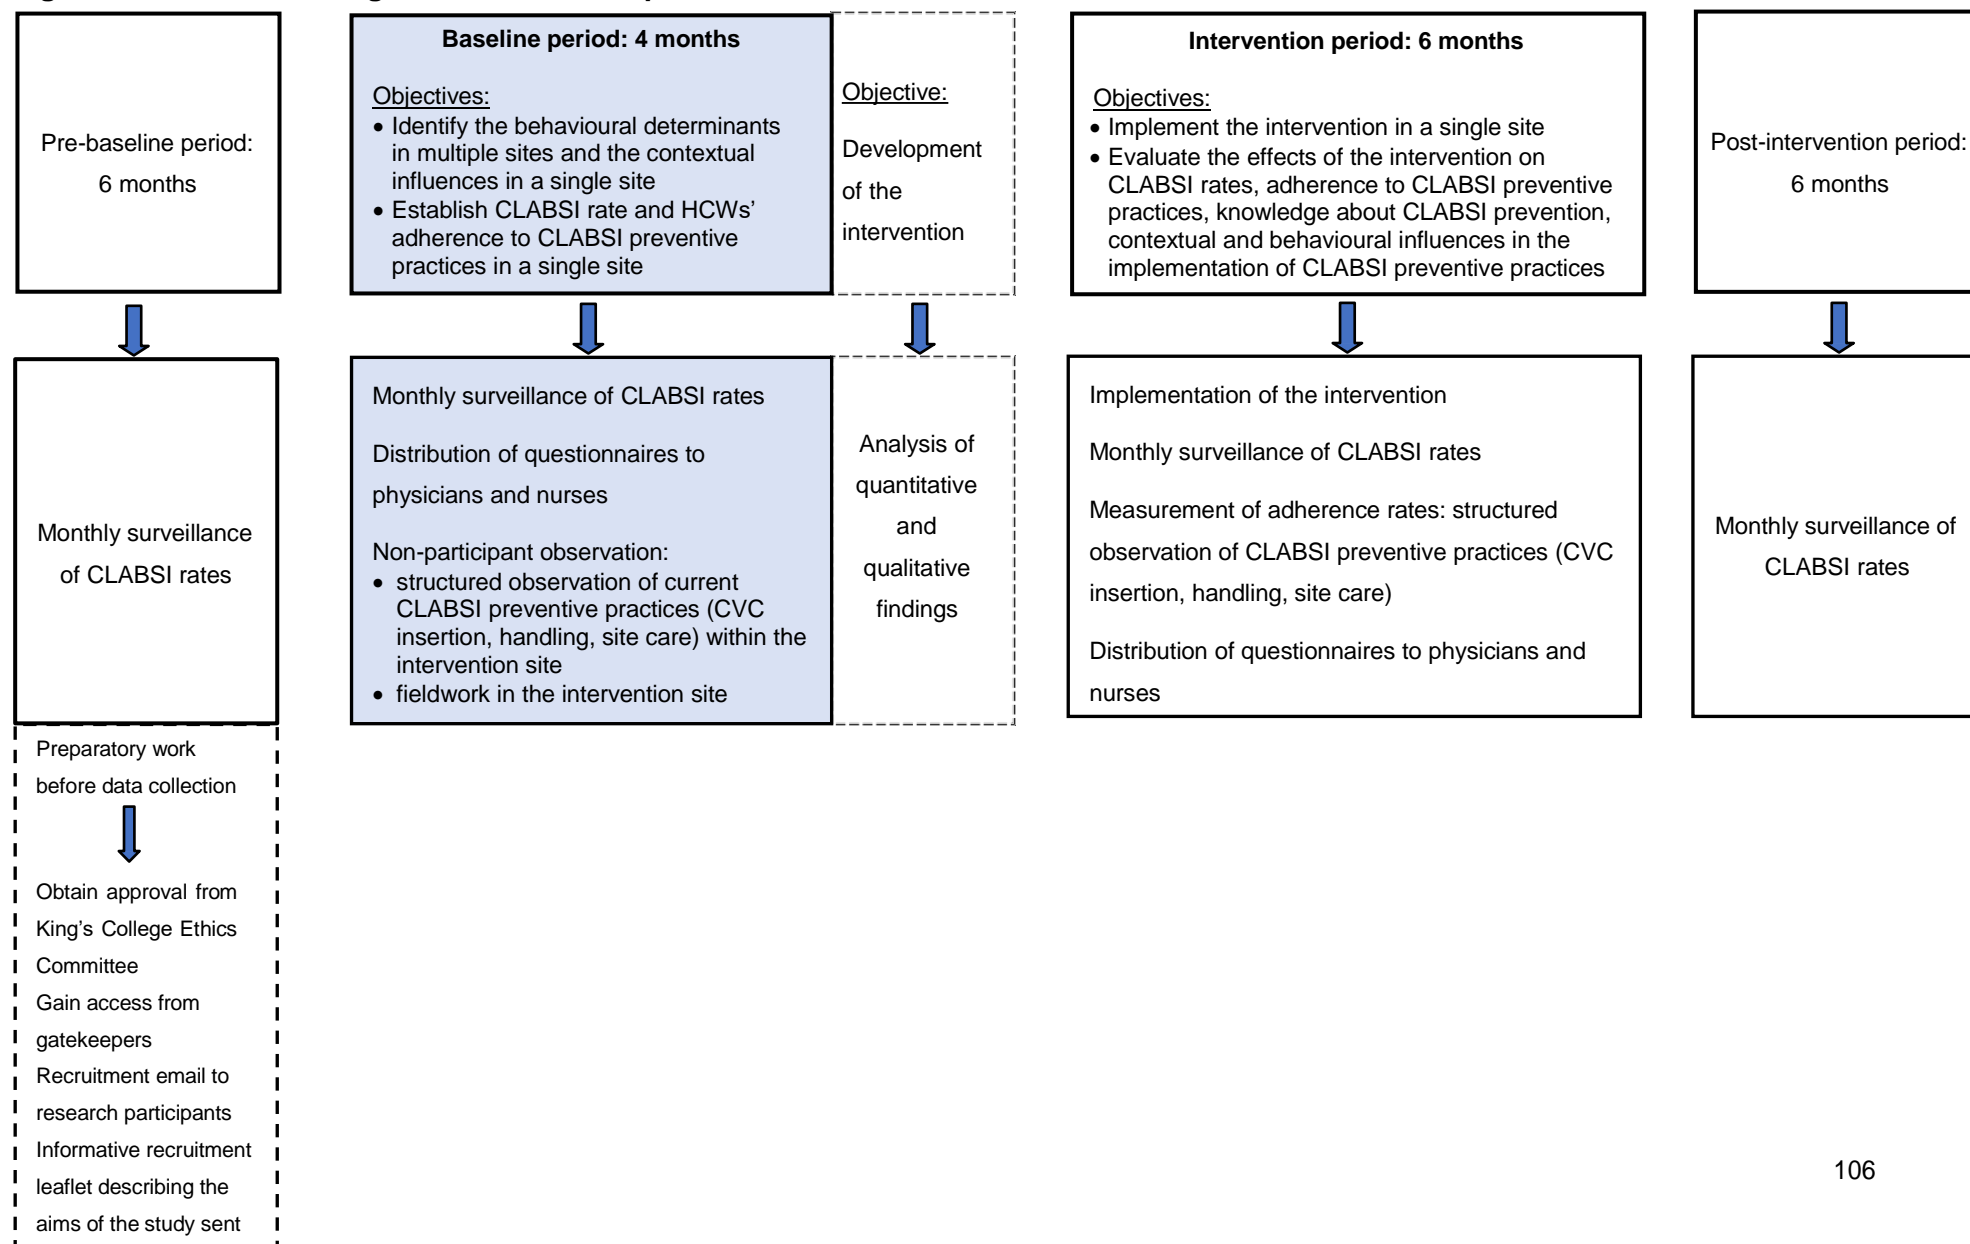 Pre-baseline period:
6 months
Baseline period: 4 months
Objectives:
• Identify the behavioural determinants
in multiple sites and the contextual
influences in a single site
• Establish CLABSI rate and HCWs’
adherence to CLABSI preventive
practices in a single site
Objective:
Development
of the
intervention
Intervention period: 6 months
Objectives:
• Implement the intervention in a single site
• Evaluate the effects of the intervention on
CLABSI rates, adherence to CLABSI preventive
practices, knowledge about CLABSI prevention,
contextual and behavioural influences in the
implementation of CLABSI preventive practices
Post-intervention period:
6 months
Monthly surveillance
of CLABSI rates
Monthly surveillance of CLABSI rates
Distribution of questionnaires to
physicians and nurses
Non-participant observation:
• structured observation of current
CLABSI preventive practices (CVC
insertion, handling, site care) within the
intervention site
• fieldwork in the intervention site
Analysis of
quantitative
and
qualitative
findings
Implementation of the intervention
Monthly surveillance of CLABSI rates
Measurement of adherence rates: structured
observation of CLABSI preventive practices (CVC
insertion, handling, site care)
Distribution of questionnaires to physicians and
nurses
Monthly surveillance of
CLABSI rates
Preparatory work
before data collection
Obtain approval from
King’s College Ethics
Committee
Gain access from
gatekeepers
Recruitment email to
research participants
Informative recruitment
leaflet describing the
aims of the study sent
106